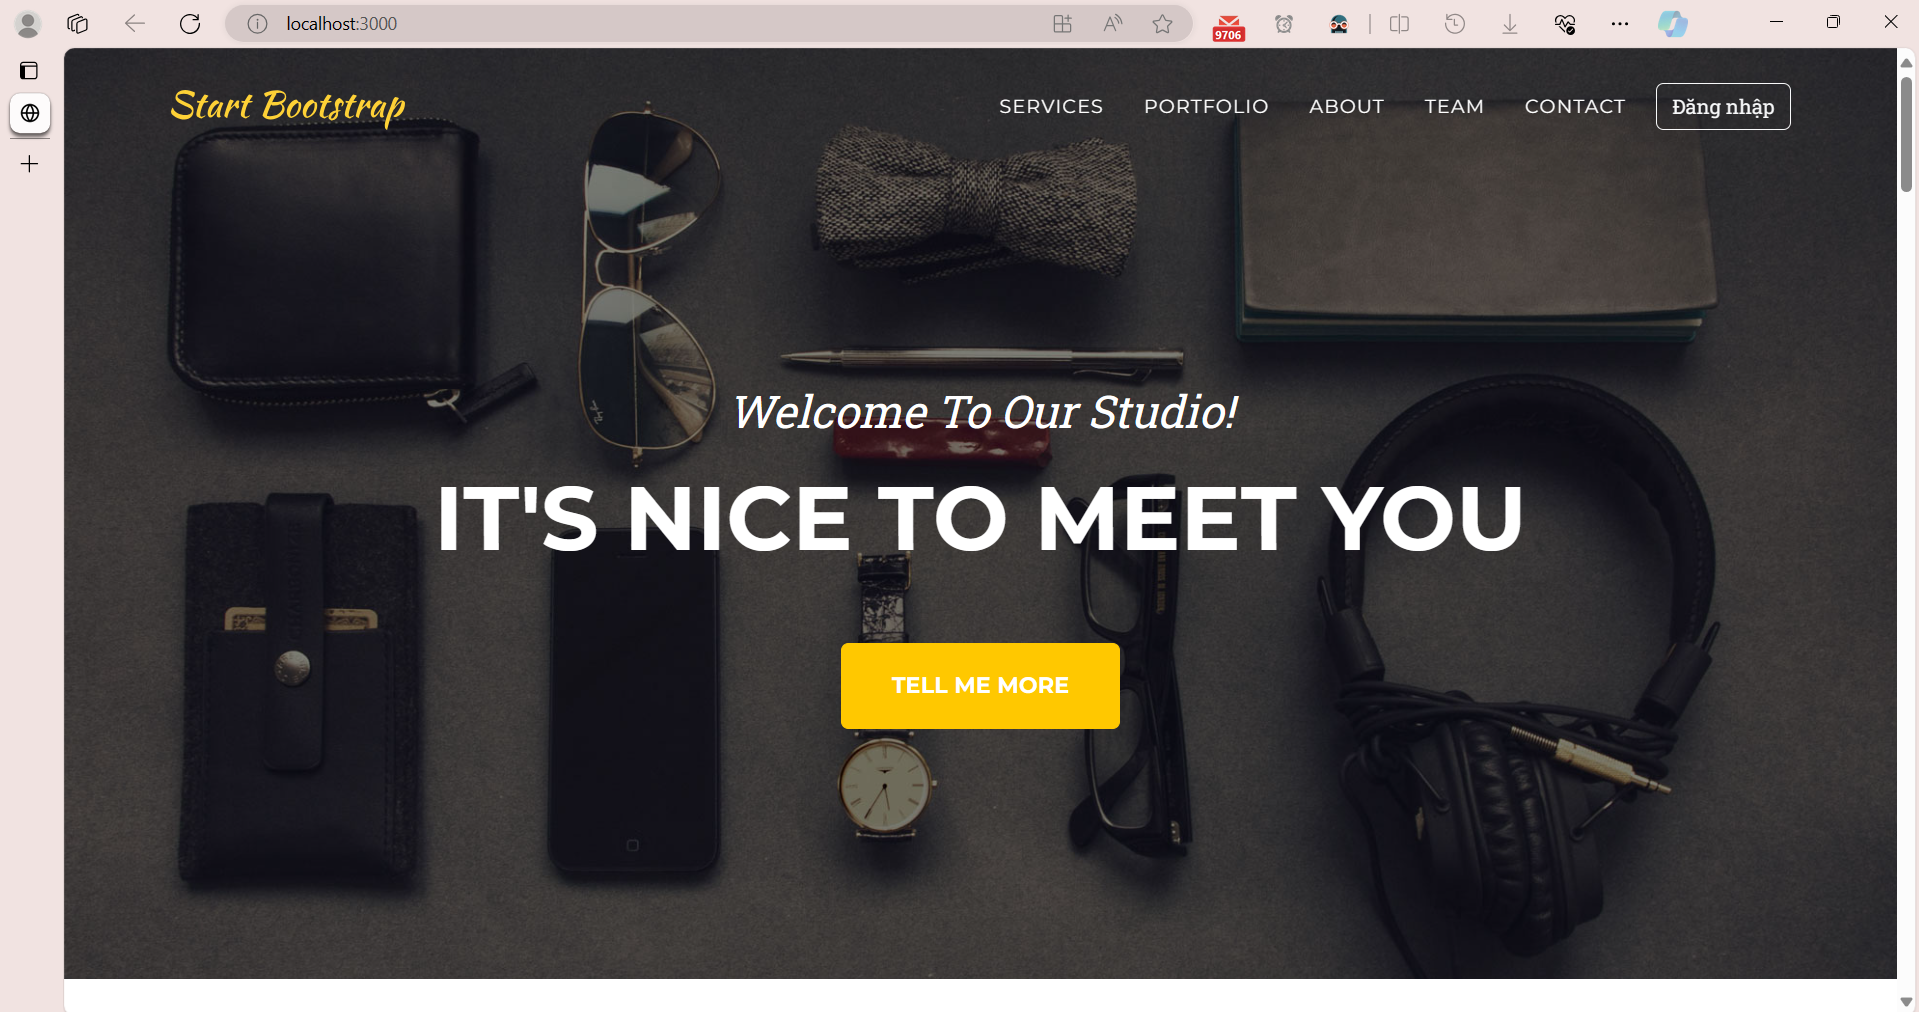 localhost:3000
9706
Start Bootstrap
SERVICES PORTFOLIO ABOUT TEAM CONTACT Đăng nhập
Welcome To Our Studio!
IT'S NICE TO MEET YOU
TELL ME MORE